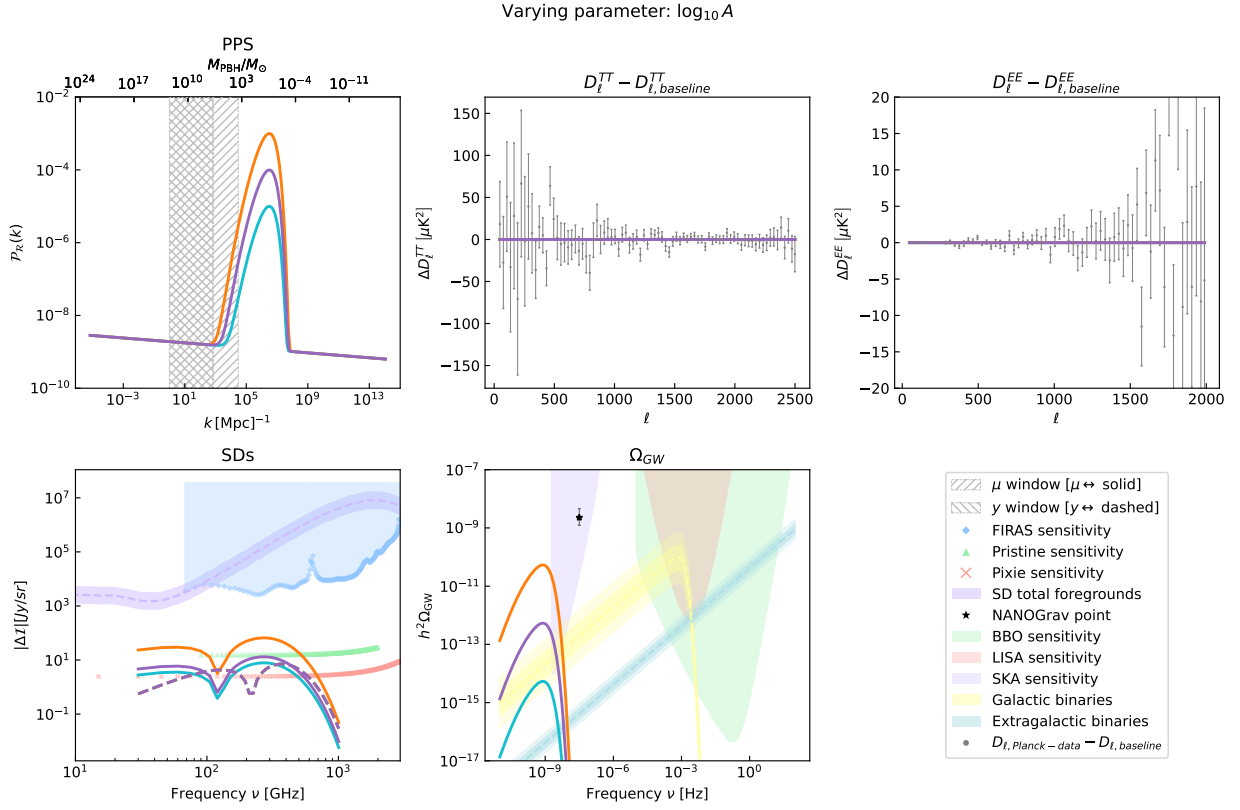 Varying parameter: log₁₀ A
PPS
M_PBH/M_⊙
10²⁴ 10¹⁷ 10¹⁰ 10³ 10⁻⁴ 10⁻¹¹
10⁻²
10⁻⁴
10⁻⁶
10⁻⁸
10⁻¹⁰
𝒫_ℛ(k)
10⁻³ 10¹ 10⁵ 10⁹ 10¹³
k [Mpc]⁻¹
D_ℓ^TT − D_ℓ,baseline^TT
150
100
50
0
−50
−100
−150
ΔD_ℓ^TT [μK²]
0 500 1000 1500 2000 2500
ℓ
D_ℓ^EE − D_ℓ,baseline^EE
20
15
10
5
0
−5
−10
−15
−20
ΔD_ℓ^EE [μK²]
0 500 1000 1500 2000
ℓ
SDs
10⁷
10⁵
10³
10¹
10⁻¹
|Δℐ|[Jy/sr]
10¹ 10² 10³
Frequency ν [GHz]
Ω_GW
10⁻⁷
10⁻⁹
10⁻¹¹
10⁻¹³
10⁻¹⁵
10⁻¹⁷
h²Ω_GW
10⁻⁹ 10⁻⁶ 10⁻³ 10⁰
Frequency ν [Hz]
μ window [μ↔ solid]
y window [y↔ dashed]
FIRAS sensitivity
Pristine sensitivity
Pixie sensitivity
SD total foregrounds
NANOGrav point
BBO sensitivity
LISA sensitivity
SKA sensitivity
Galactic binaries
Extragalactic binaries
D_ℓ,Planck−data − D_ℓ,baseline